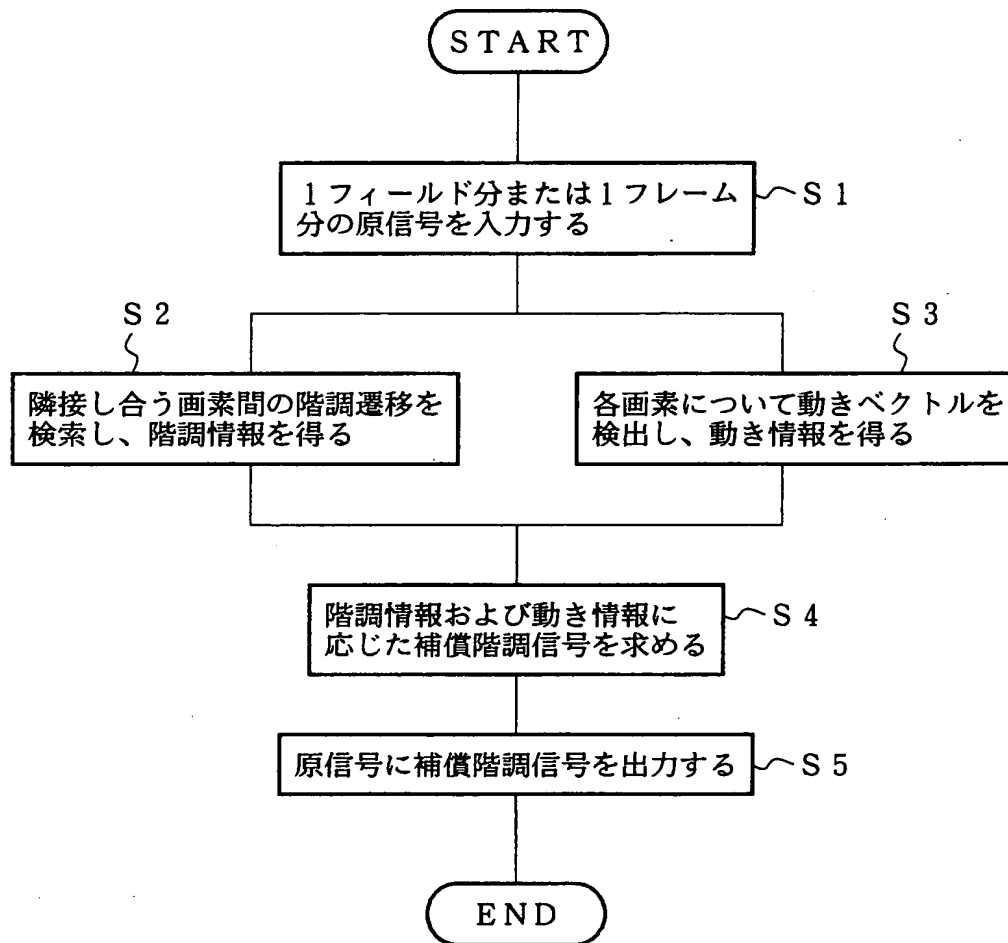 START
1フィールド分または1フレーム
分の原信号を入力する
S1
S2
S3
隣接し合う画素間の階調遷移を
検索し、階調情報を得る
各画素について動きベクトルを
検出し、動き情報を得る
階調情報および動き情報に
応じた補償階調信号を求める
S4
原信号に補償階調信号を出力する
S5
END